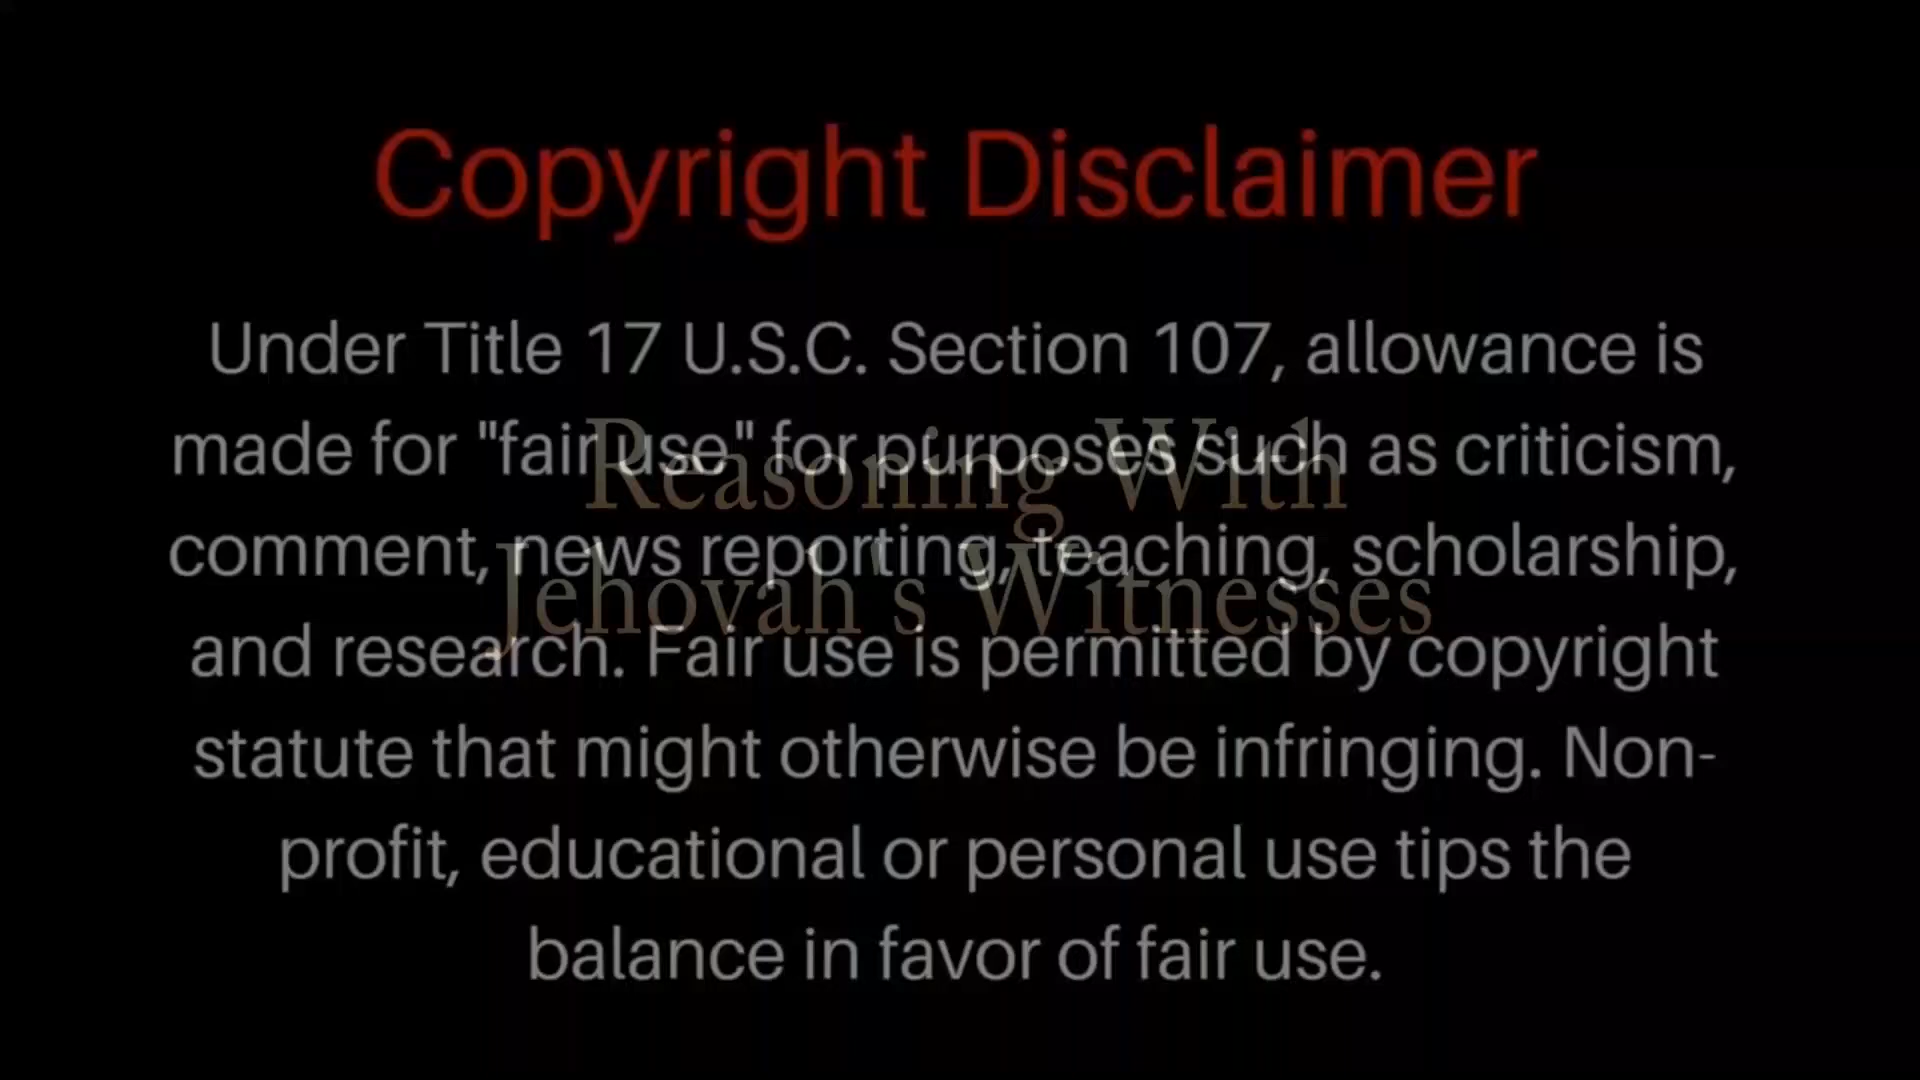 Copyright Disclaimer
Under Title 17 U.S.C. Section 107, allowance is
made for "fair use" for purposes such as criticism,
comment, news reporting, teaching, scholarship,
and research. Fair use is permitted by copyright
statute that might otherwise be infringing. Non-
profit, educational or personal use tips the
balance in favor of fair use.
Reasoning With
Jehovah's Witnesses